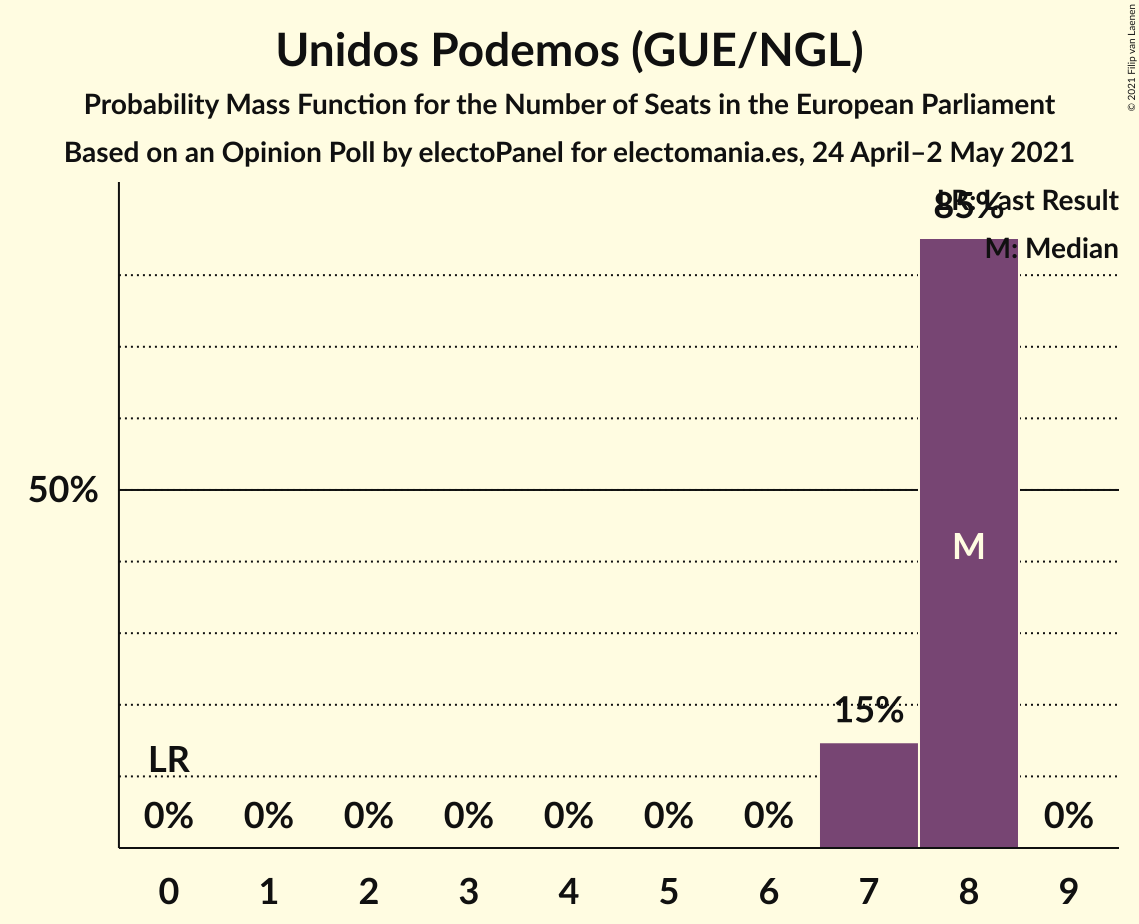 Unidos Podemos (GUE/NGL)
Probability Mass Function for the Number of Seats in the European Parliament
Based on an Opinion Poll by electoPanel for electomania.es, 24 April–2 May 2021
© 2021 Filip van Laenen
85%
LR: Last Result
M: Median
50%
M
15%
LR
0% 0% 0% 0% 0% 0% 0% 0%
0 1 2 3 4 5 6 7 8 9